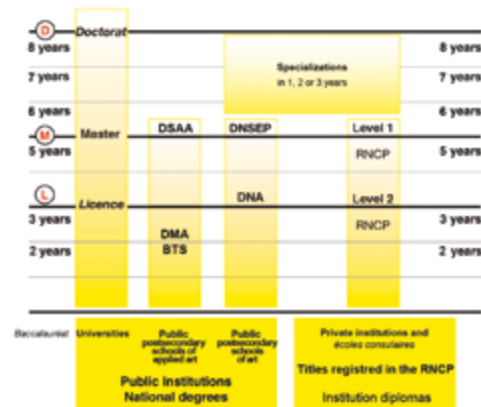 D Doctorat
8 years 8 years
Specializations
in 1, 2 or 3 years
7 years 7 years
6 years 6 years
M Master DSAA DNSEP Level 1
5 years RNCP 5 years
L Licence DNA Level 2
3 years RNCP 3 years
DMA
2 years BTS 2 years
Baccalauréat Universities
Public
postsecondary
schools of
applied art
Public
postsecondary
schools
of art
Private institutions and
écoles consulaires
Public Institutions
National degrees
Titles registred in the RNCP
Institution diplomas